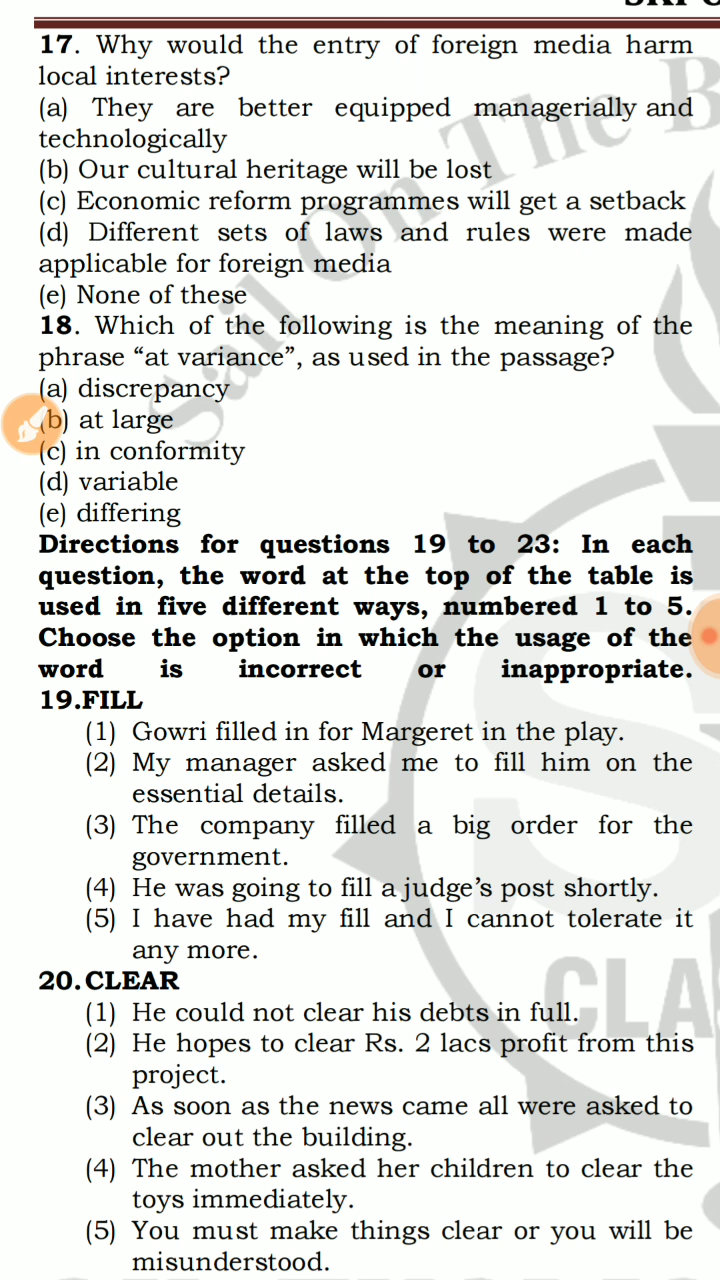 17. Why would the entry of foreign media harm
local interests?
(a) They are better equipped managerially and
technologically
(b) Our cultural heritage will be lost
(c) Economic reform programmes will get a setback
(d) Different sets of laws and rules were made
applicable for foreign media
(e) None of these
18. Which of the following is the meaning of the
phrase “at variance”, as used in the passage?
(a) discrepancy
(b) at large
(c) in conformity
(d) variable
(e) differing
Directions for questions 19 to 23: In each
question, the word at the top of the table is
used in five different ways, numbered 1 to 5.
Choose the option in which the usage of the
word is incorrect or inappropriate.
19.FILL
(1) Gowri filled in for Margeret in the play.
(2) My manager asked me to fill him on the
essential details.
(3) The company filled a big order for the
government.
(4) He was going to fill a judge’s post shortly.
(5) I have had my fill and I cannot tolerate it
any more.
20.CLEAR
(1) He could not clear his debts in full.
(2) He hopes to clear Rs. 2 lacs profit from this
project.
(3) As soon as the news came all were asked to
clear out the building.
(4) The mother asked her children to clear the
toys immediately.
(5) You must make things clear or you will be
misunderstood.
Sail On The B
CLA